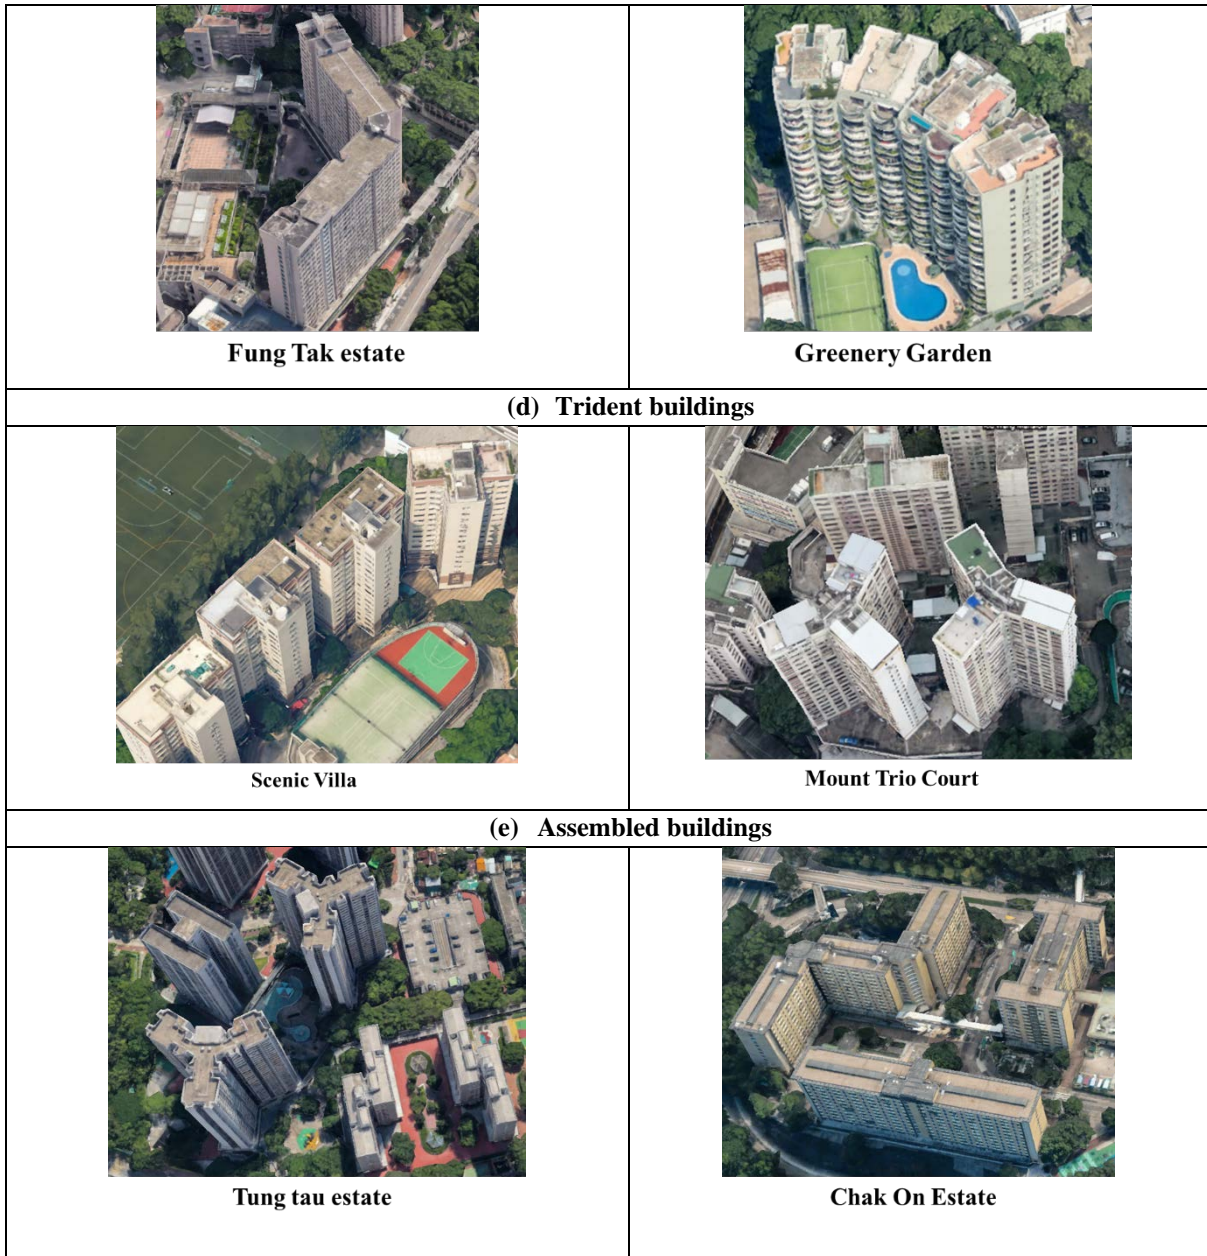 Fung Tak estate
Greenery Garden
(d) Trident buildings
Scenic Villa
Mount Trio Court
(e) Assembled buildings
Tung tau estate
Chak On Estate